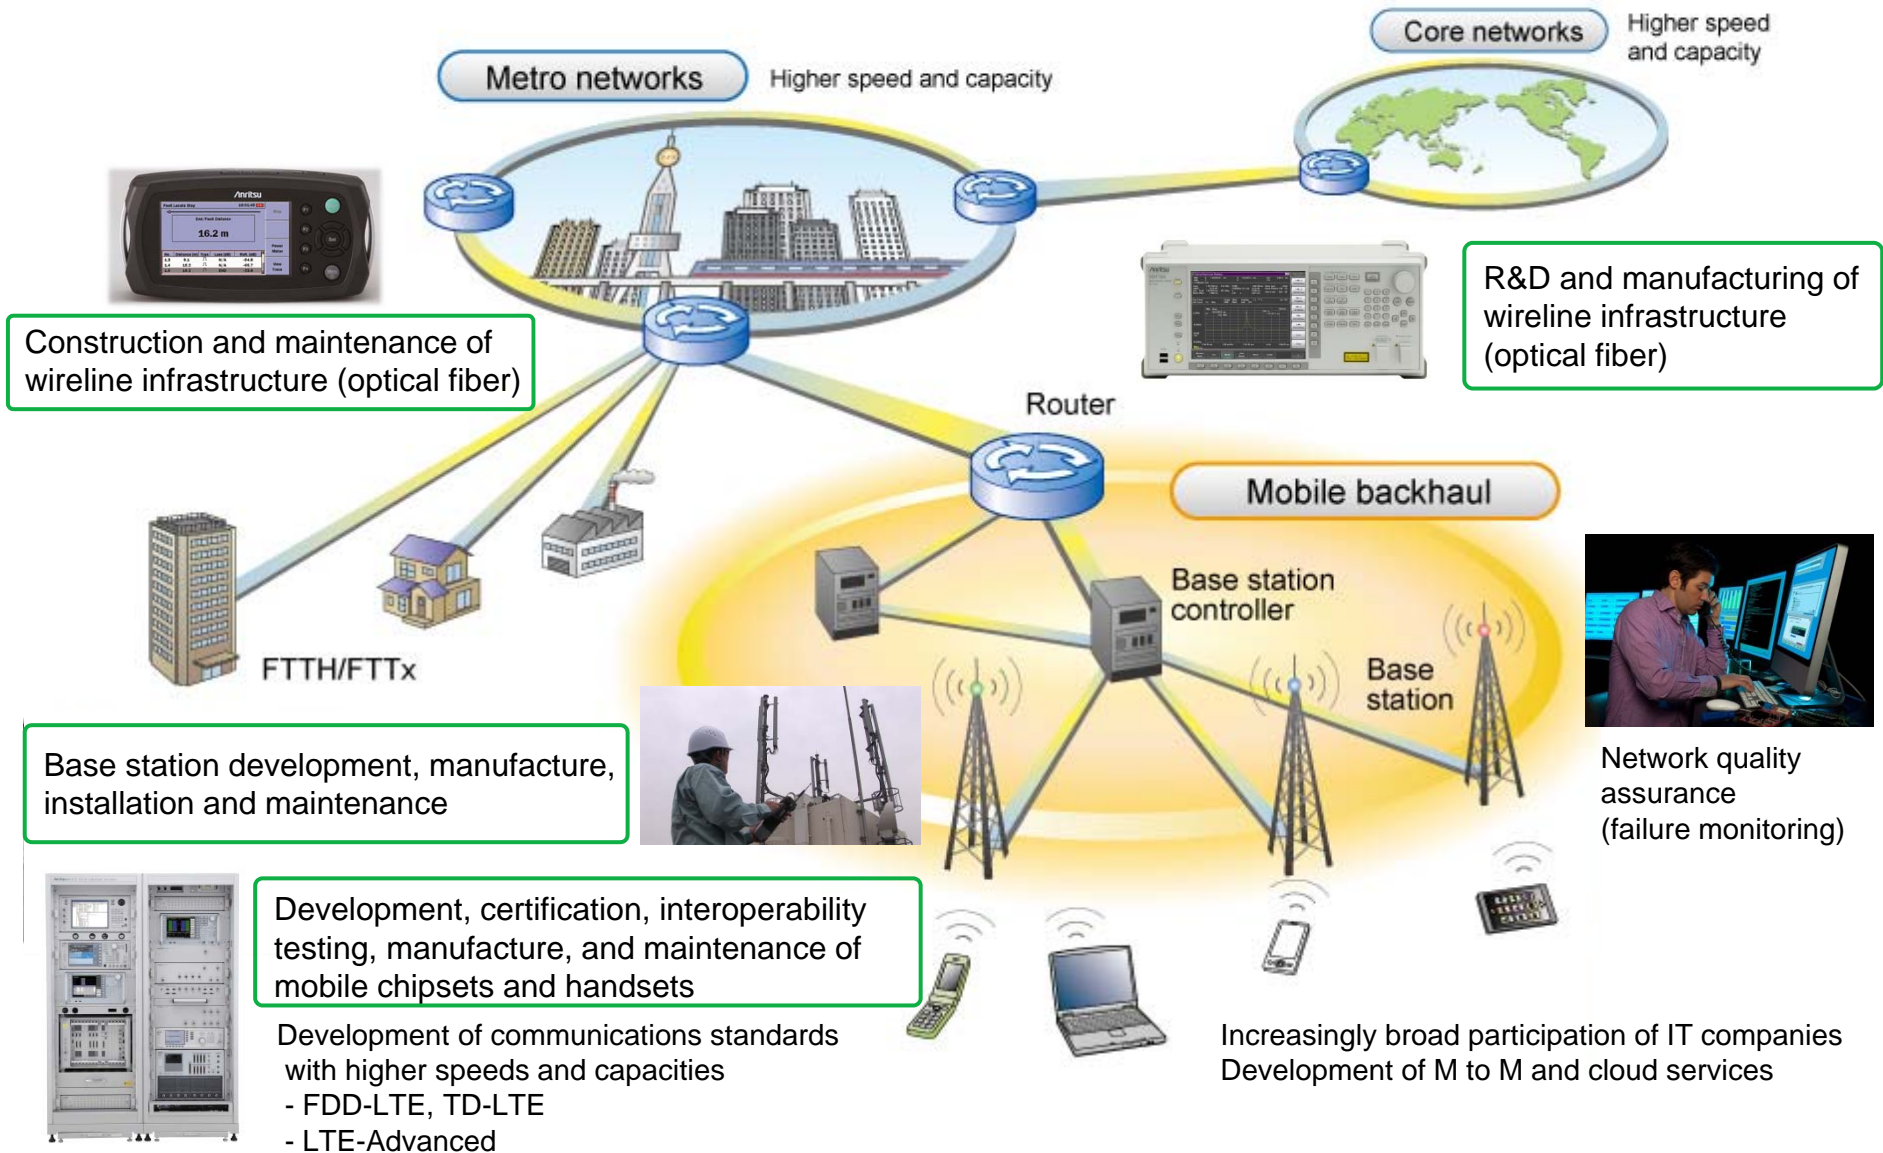 Core networks
Higher speed
and capacity
Metro networks
Higher speed and capacity
Anritsu
16.2 m
Anritsu
Construction and maintenance of
wireline infrastructure (optical fiber)
R&D and manufacturing of
wireline infrastructure
(optical fiber)
Router
Mobile backhaul
Base station
controller
Base
station
FTTH/FTTx
Base station development, manufacture,
installation and maintenance
Network quality
assurance
(failure monitoring)
Development, certification, interoperability
testing, manufacture, and maintenance of
mobile chipsets and handsets
Development of communications standards
with higher speeds and capacities
- FDD-LTE, TD-LTE
- LTE-Advanced
Increasingly broad participation of IT companies
Development of M to M and cloud services